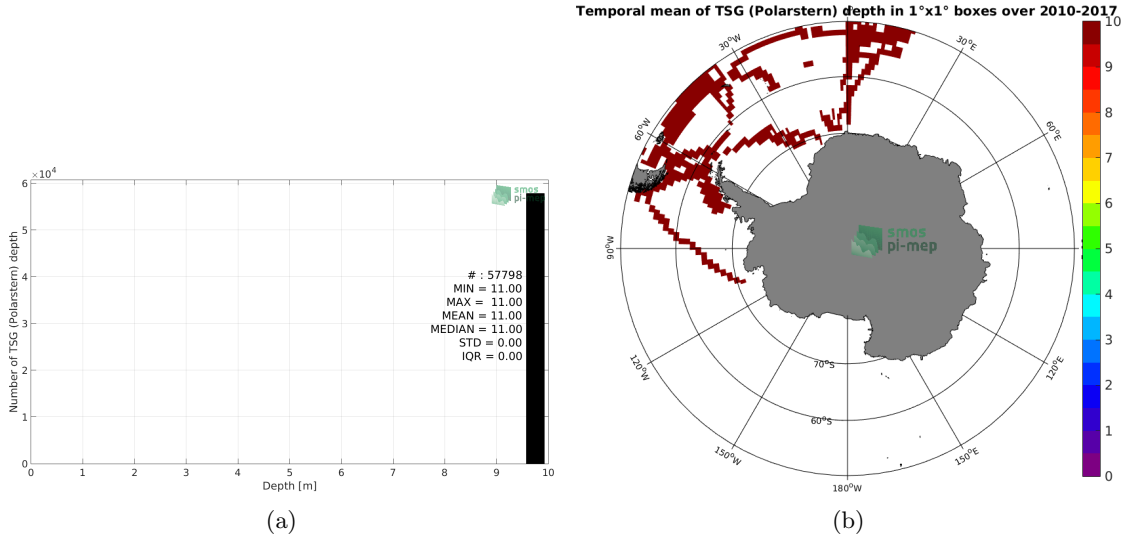 Temporal mean of TSG (Polarstern) depth in 1°x1° boxes over 2010-2017
×10⁴
6
5
4
3
2
1
0
Number of TSG (Polarstern) depth
smos
pi-mep
# : 57798
MIN = 11.00
MAX = 11.00
MEAN = 11.00
MEDIAN = 11.00
STD = 0.00
IQR = 0.00
0 1 2 3 4 5 6 7 8 9 10
Depth [m]
(a)
30°W
30°E
60°W
60°E
90°W
smos
pi-mep
120°W
120°E
70°S
60°S
150°W
150°E
180°W
10
9
8
7
6
5
4
3
2
1
0
(b)